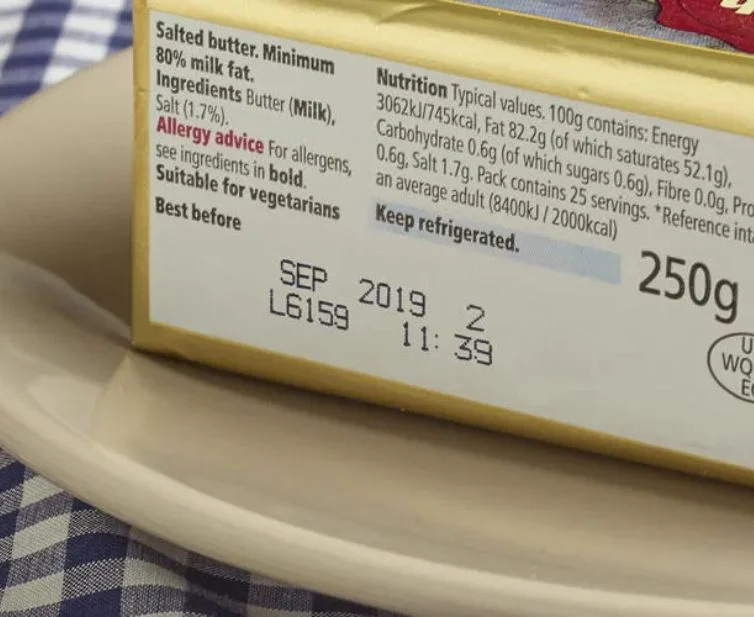 Salted butter. Minimum
80% milk fat.
Ingredients Butter (Milk),
Salt (1.7%).
Allergy advice For allergens,
see ingredients in bold.
Suitable for vegetarians
Best before
Nutrition Typical values, 100g contains: Energy
3062kJ/745kcal, Fat 82.2g (of which saturates 52.1g),
Carbohydrate 0.6g (of which sugars 0.6g), Fibre 0.0g, Pro
0.6g, Salt 1.7g. Pack contains 25 servings. *Reference inta
an average adult (8400kJ / 2000kcal)
Keep refrigerated.
250g
SEP 2019 2
L6159 11:39
U
WQ
E